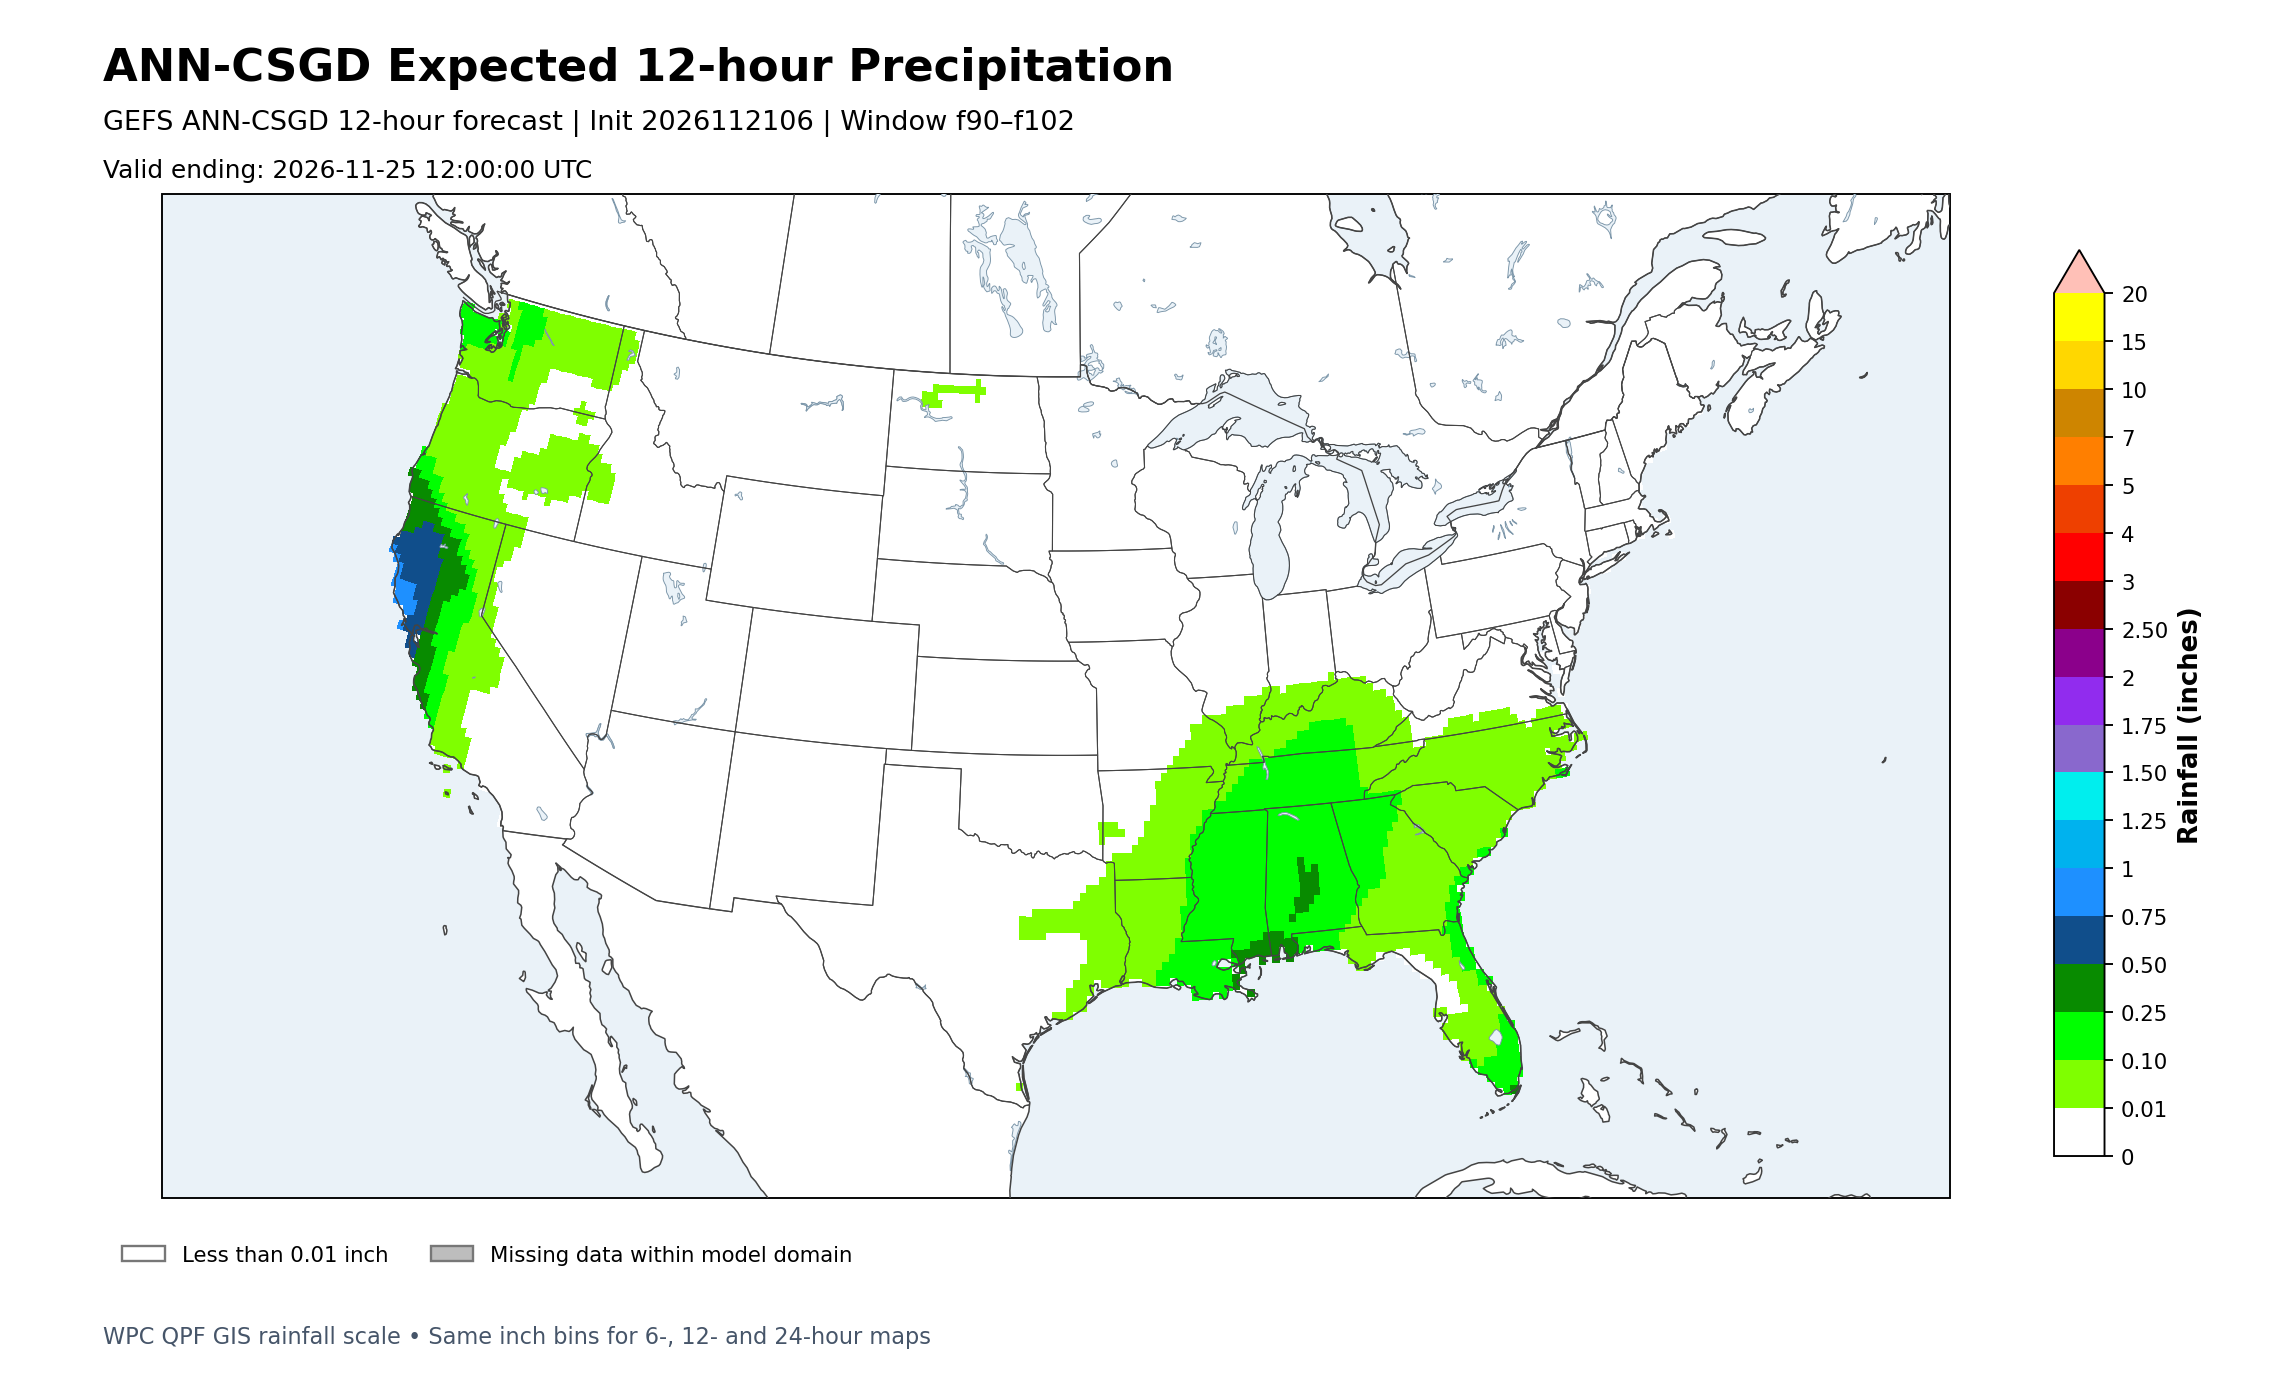 ANN-CSGD Expected 12-hour Precipitation
GEFS ANN-CSGD 12-hour forecast | Init 2026112106 | Window f90–f102
Valid ending: 2026-11-25 12:00:00 UTC
20
15
10
7
5
4
3
2.50
2
1.75
1.50
1.25
1
0.75
0.50
0.25
0.10
0.01
0
Rainfall (inches)
Less than 0.01 inch
Missing data within model domain
WPC QPF GIS rainfall scale • Same inch bins for 6-, 12- and 24-hour maps